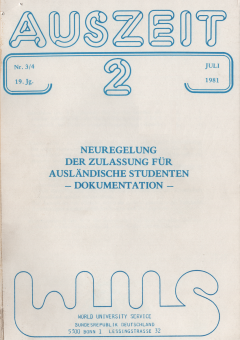 AUSZEIT
Nr. 3/4
19. Jg.
2
JULI
1981
NEUREGELUNG
DER ZULASSUNG FÜR
AUSLÄNDISCHE STUDENTEN
– DOKUMENTATION –
WUS
WORLD UNIVERSITY SERVICE
BUNDESREPUBLIK DEUTSCHLAND
5300 BONN 1 LESSINGSTRASSE 32